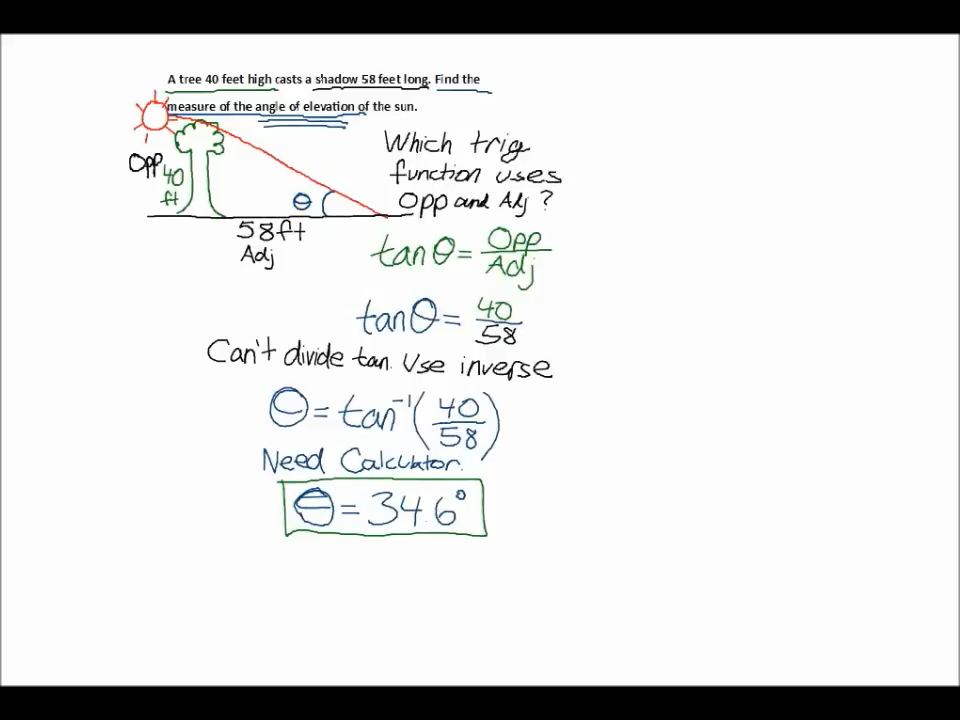 A tree 40 feet high casts a shadow 58 feet long. Find the
measure of the angle of elevation of the sun.
Which trig
function uses
Opp and Adj ?
Opp 40
ft
θ
58ft
Adj
tanθ = Opp/Adj
tanθ = 40/58
Can't divide tan. Use inverse
θ = tan⁻¹(40/58)
Need Calculator.
θ = 34.6°